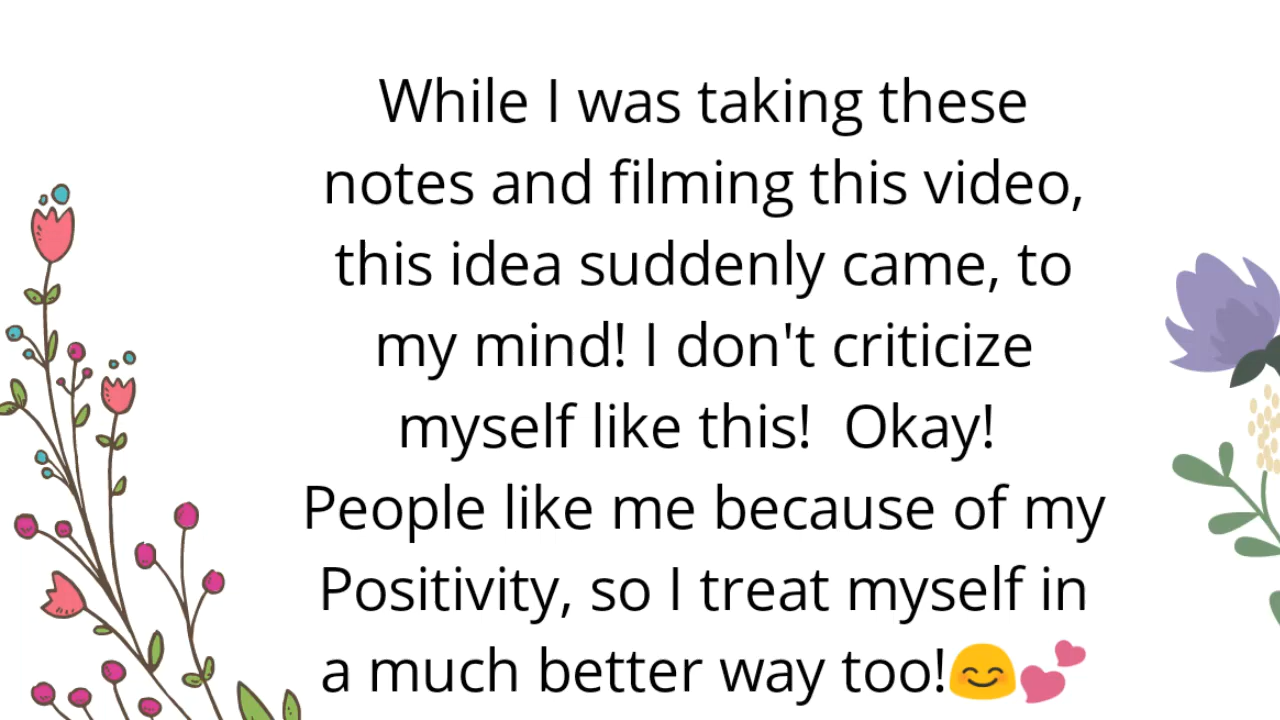 While I was taking these
notes and filming this video,
this idea suddenly came, to
my mind! I don't criticize
myself like this!  Okay!
People like me because of my
Positivity, so I treat myself in
a much better way too!😊💕